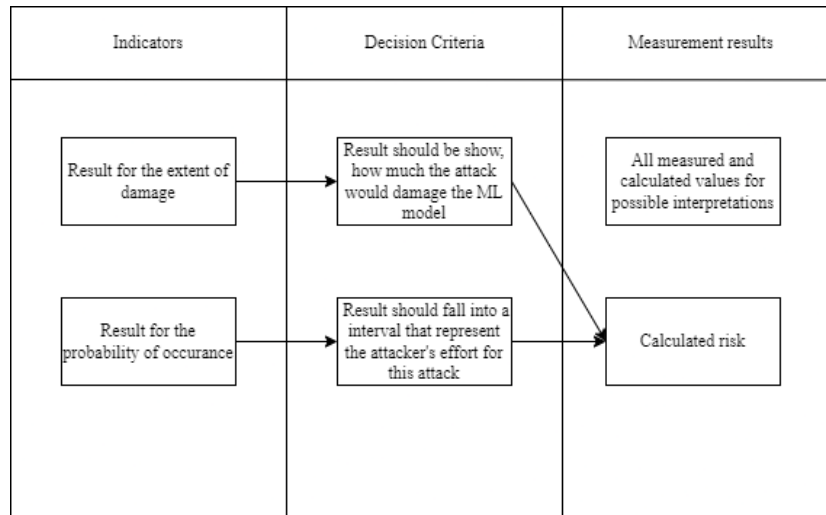 Indicators
Decision Criteria
Measurement results
Result for the extent of
damage
Result should be show,
how much the attack
would damage the ML
model
All measured and
calculated values for
possible interpretations
Result for the
probability of occurance
Result should fall into a
interval that represent
the attacker's effort for
this attack
Calculated risk